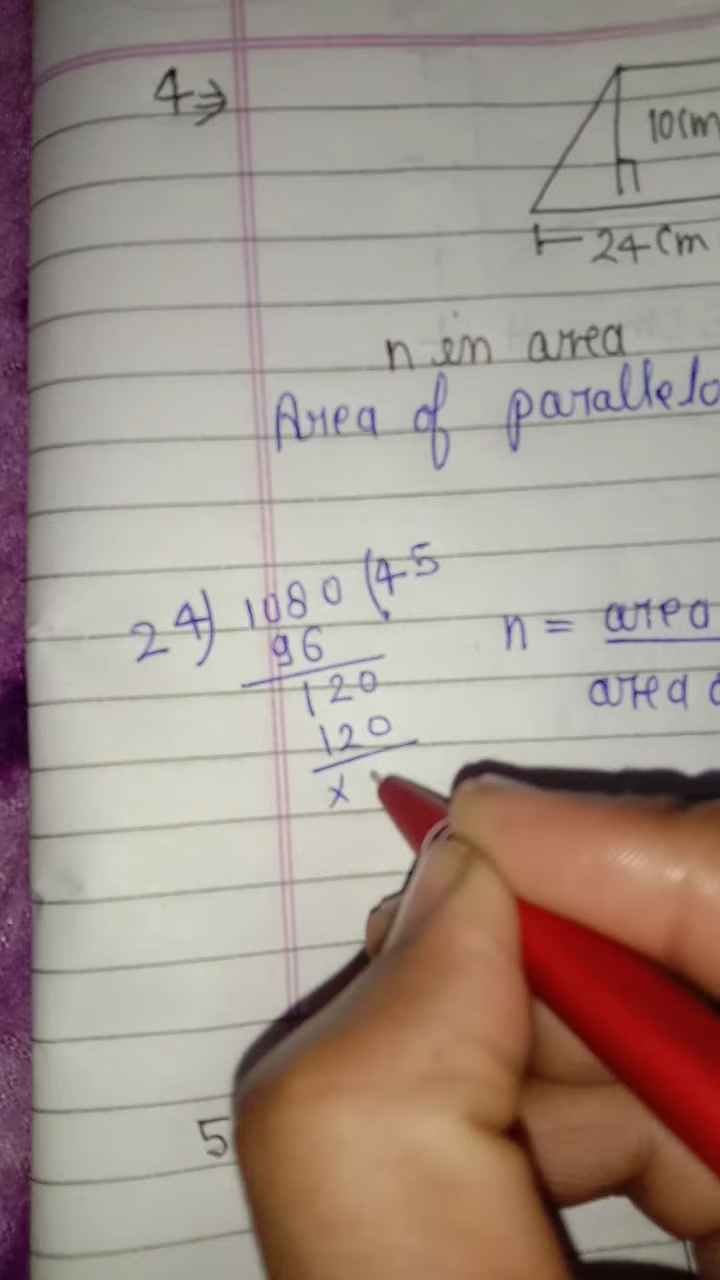 4⇒
10cm
24cm
n in area
Area of parallelo
24) 1080 (45
96
120
120
x
n = area
area
5